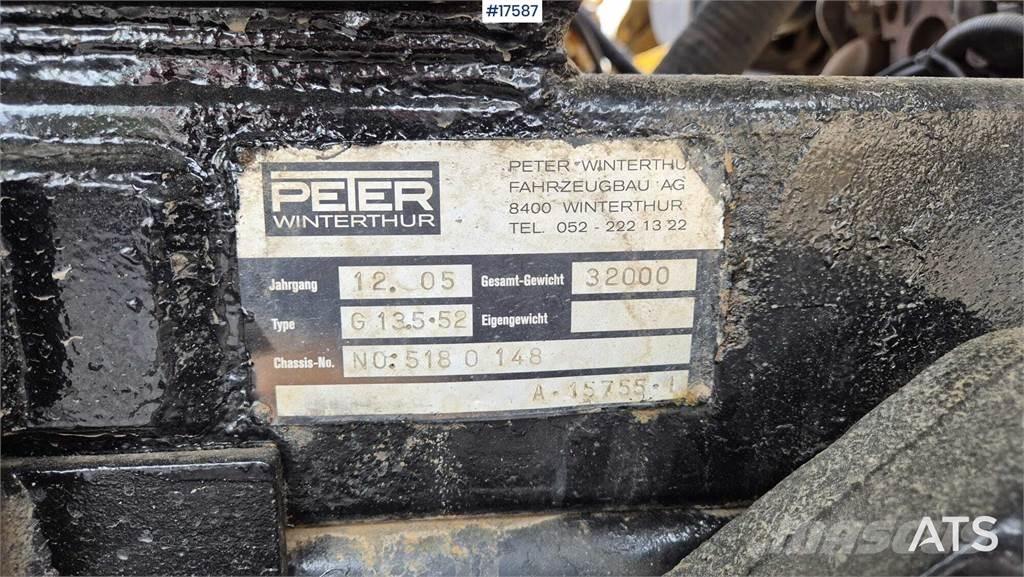 #17587
PETER
WINTERTHUR
PETER WINTERTHU
FAHRZEUGBAU AG
8400 WINTERTHUR
TEL. 052 - 222 13 22
Jahrgang 12. 05 Gesamt-Gewicht 32000
Type G 13.5•52 Eigengewicht
Chassis-No. NO: 518 0 148
A - 15755 - 1
ATS